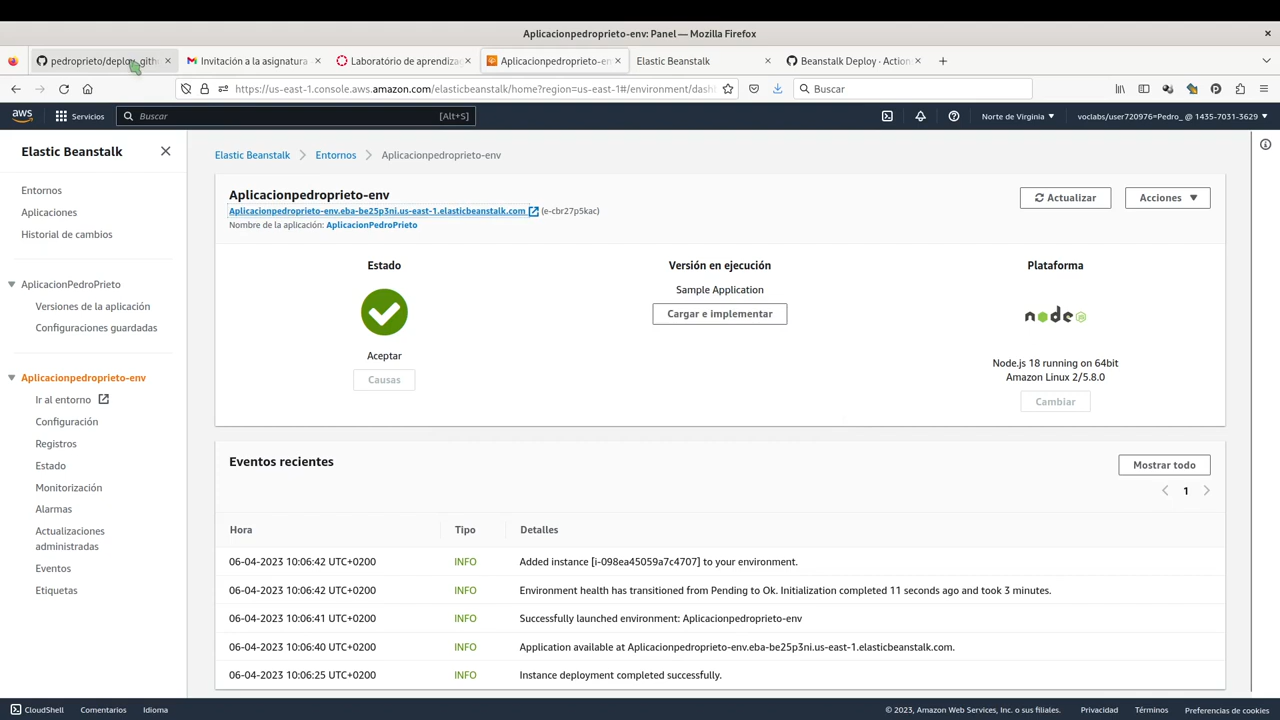 Aplicacionpedroprieto-env: Panel — Mozilla Firefox
pedroprieto/deploy_gith
Invitación a la asignatura -
Laboratório de aprendiza
Aplicacionpedroprieto-en
Elastic Beanstalk
Beanstalk Deploy · Action
https://us-east-1.console.aws.amazon.com/elasticbeanstalk/home?region=us-east-1#/environment/dash
Buscar
aws
Servicios
Buscar
[Alt+S]
Norte de Virginia
voclabs/user720976=Pedro_ @ 1435-7031-3629
Elastic Beanstalk
Entornos
Aplicaciones
Historial de cambios
AplicacionPedroPrieto
Versiones de la aplicación
Configuraciones guardadas
Aplicacionpedroprieto-env
Ir al entorno
Configuración
Registros
Estado
Monitorización
Alarmas
Actualizaciones
administradas
Eventos
Etiquetas
Elastic Beanstalk
Entornos
Aplicacionpedroprieto-env
Aplicacionpedroprieto-env
Aplicacionpedroprieto-env.eba-be25p3ni.us-east-1.elasticbeanstalk.com (e-cbr27p5kac)
Nombre de la aplicación: AplicacionPedroPrieto
Actualizar
Acciones
Estado
Aceptar
Causas
Versión en ejecución
Sample Application
Cargar e implementar
Plataforma
node
Node.js 18 running on 64bit
Amazon Linux 2/5.8.0
Cambiar
Eventos recientes
Mostrar todo
1
Hora Tipo Detalles
06-04-2023 10:06:42 UTC+0200 INFO Added instance [i-098ea45059a7c4707] to your environment.
06-04-2023 10:06:42 UTC+0200 INFO Environment health has transitioned from Pending to Ok. Initialization completed 11 seconds ago and took 3 minutes.
06-04-2023 10:06:41 UTC+0200 INFO Successfully launched environment: Aplicacionpedroprieto-env
06-04-2023 10:06:40 UTC+0200 INFO Application available at Aplicacionpedroprieto-env.eba-be25p3ni.us-east-1.elasticbeanstalk.com.
06-04-2023 10:06:25 UTC+0200 INFO Instance deployment completed successfully.
CloudShell
Comentarios
Idioma
© 2023, Amazon Web Services, Inc. o sus filiales.
Privacidad
Términos
Preferencias de cookies